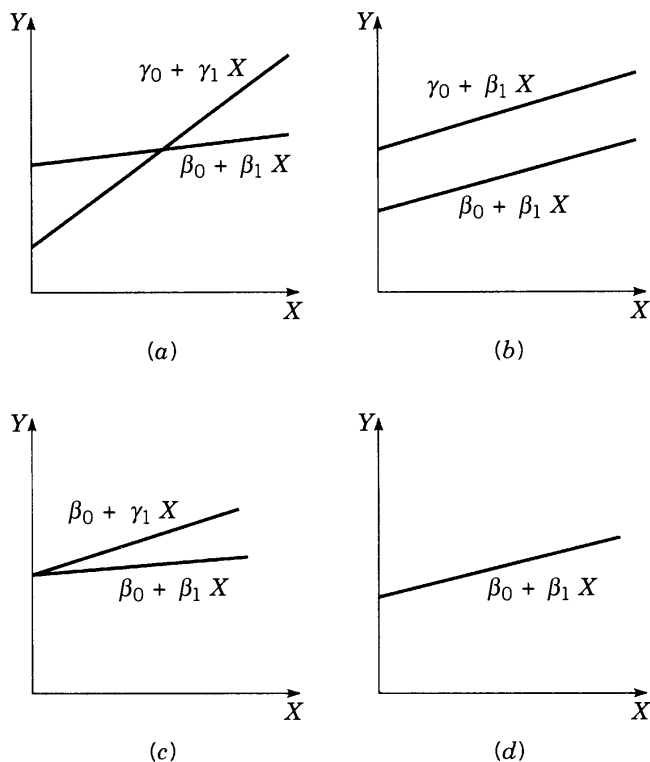 Y
γ₀ + γ₁ X
β₀ + β₁ X
X
(a)
Y
γ₀ + β₁ X
β₀ + β₁ X
X
(b)
Y
β₀ + γ₁ X
β₀ + β₁ X
X
(c)
Y
β₀ + β₁ X
X
(d)